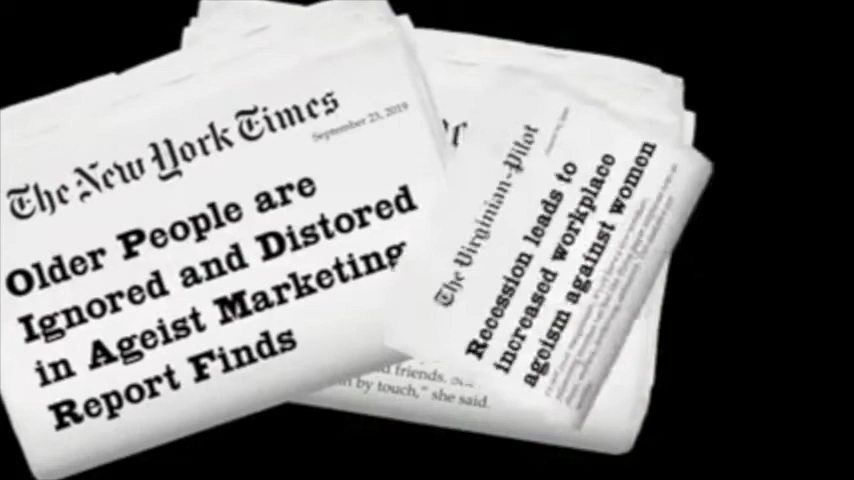 The New York Times
September 23, 2019
Older People are
Ignored and Distored
in Ageist Marketing
Report Finds
The Virginian-Pilot
Recession leads to
increased workplace
ageism against women
friends.
by touch," she said.